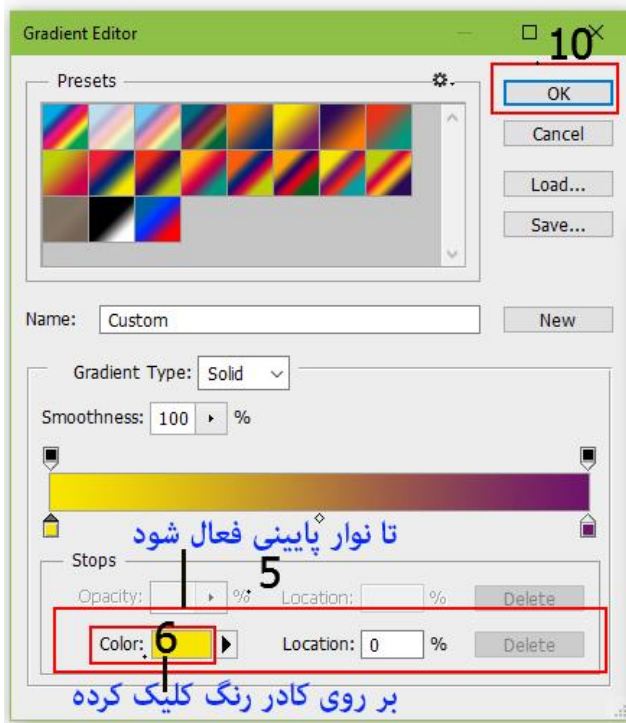 Gradient Editor
10
Presets
OK
Cancel
Load...
Save...
Name: Custom
New
Gradient Type: Solid
Smoothness: 100 %
تا نوار پایینی فعال شود
Stops
5
Opacity: % Location: % Delete
Color: 6 Location: 0 % Delete
بر روی کادر رنگ کلیک کرده